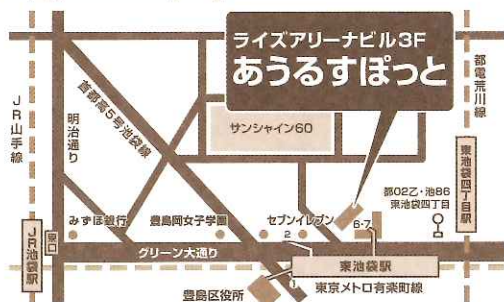 ライズアリーナビル3F
あうるすぽっと
都電荒川線
JR山手線
明治通り
首都高5号池袋線
サンシャイン60
東池袋四丁目駅
都02乙・池86
東池袋四丁目
みずほ銀行
豊島岡女子学園
セブンイレブン
2
6・7
JR池袋駅
東口
グリーン大通り
東池袋駅
1
東京メトロ有楽町線
豊島区役所